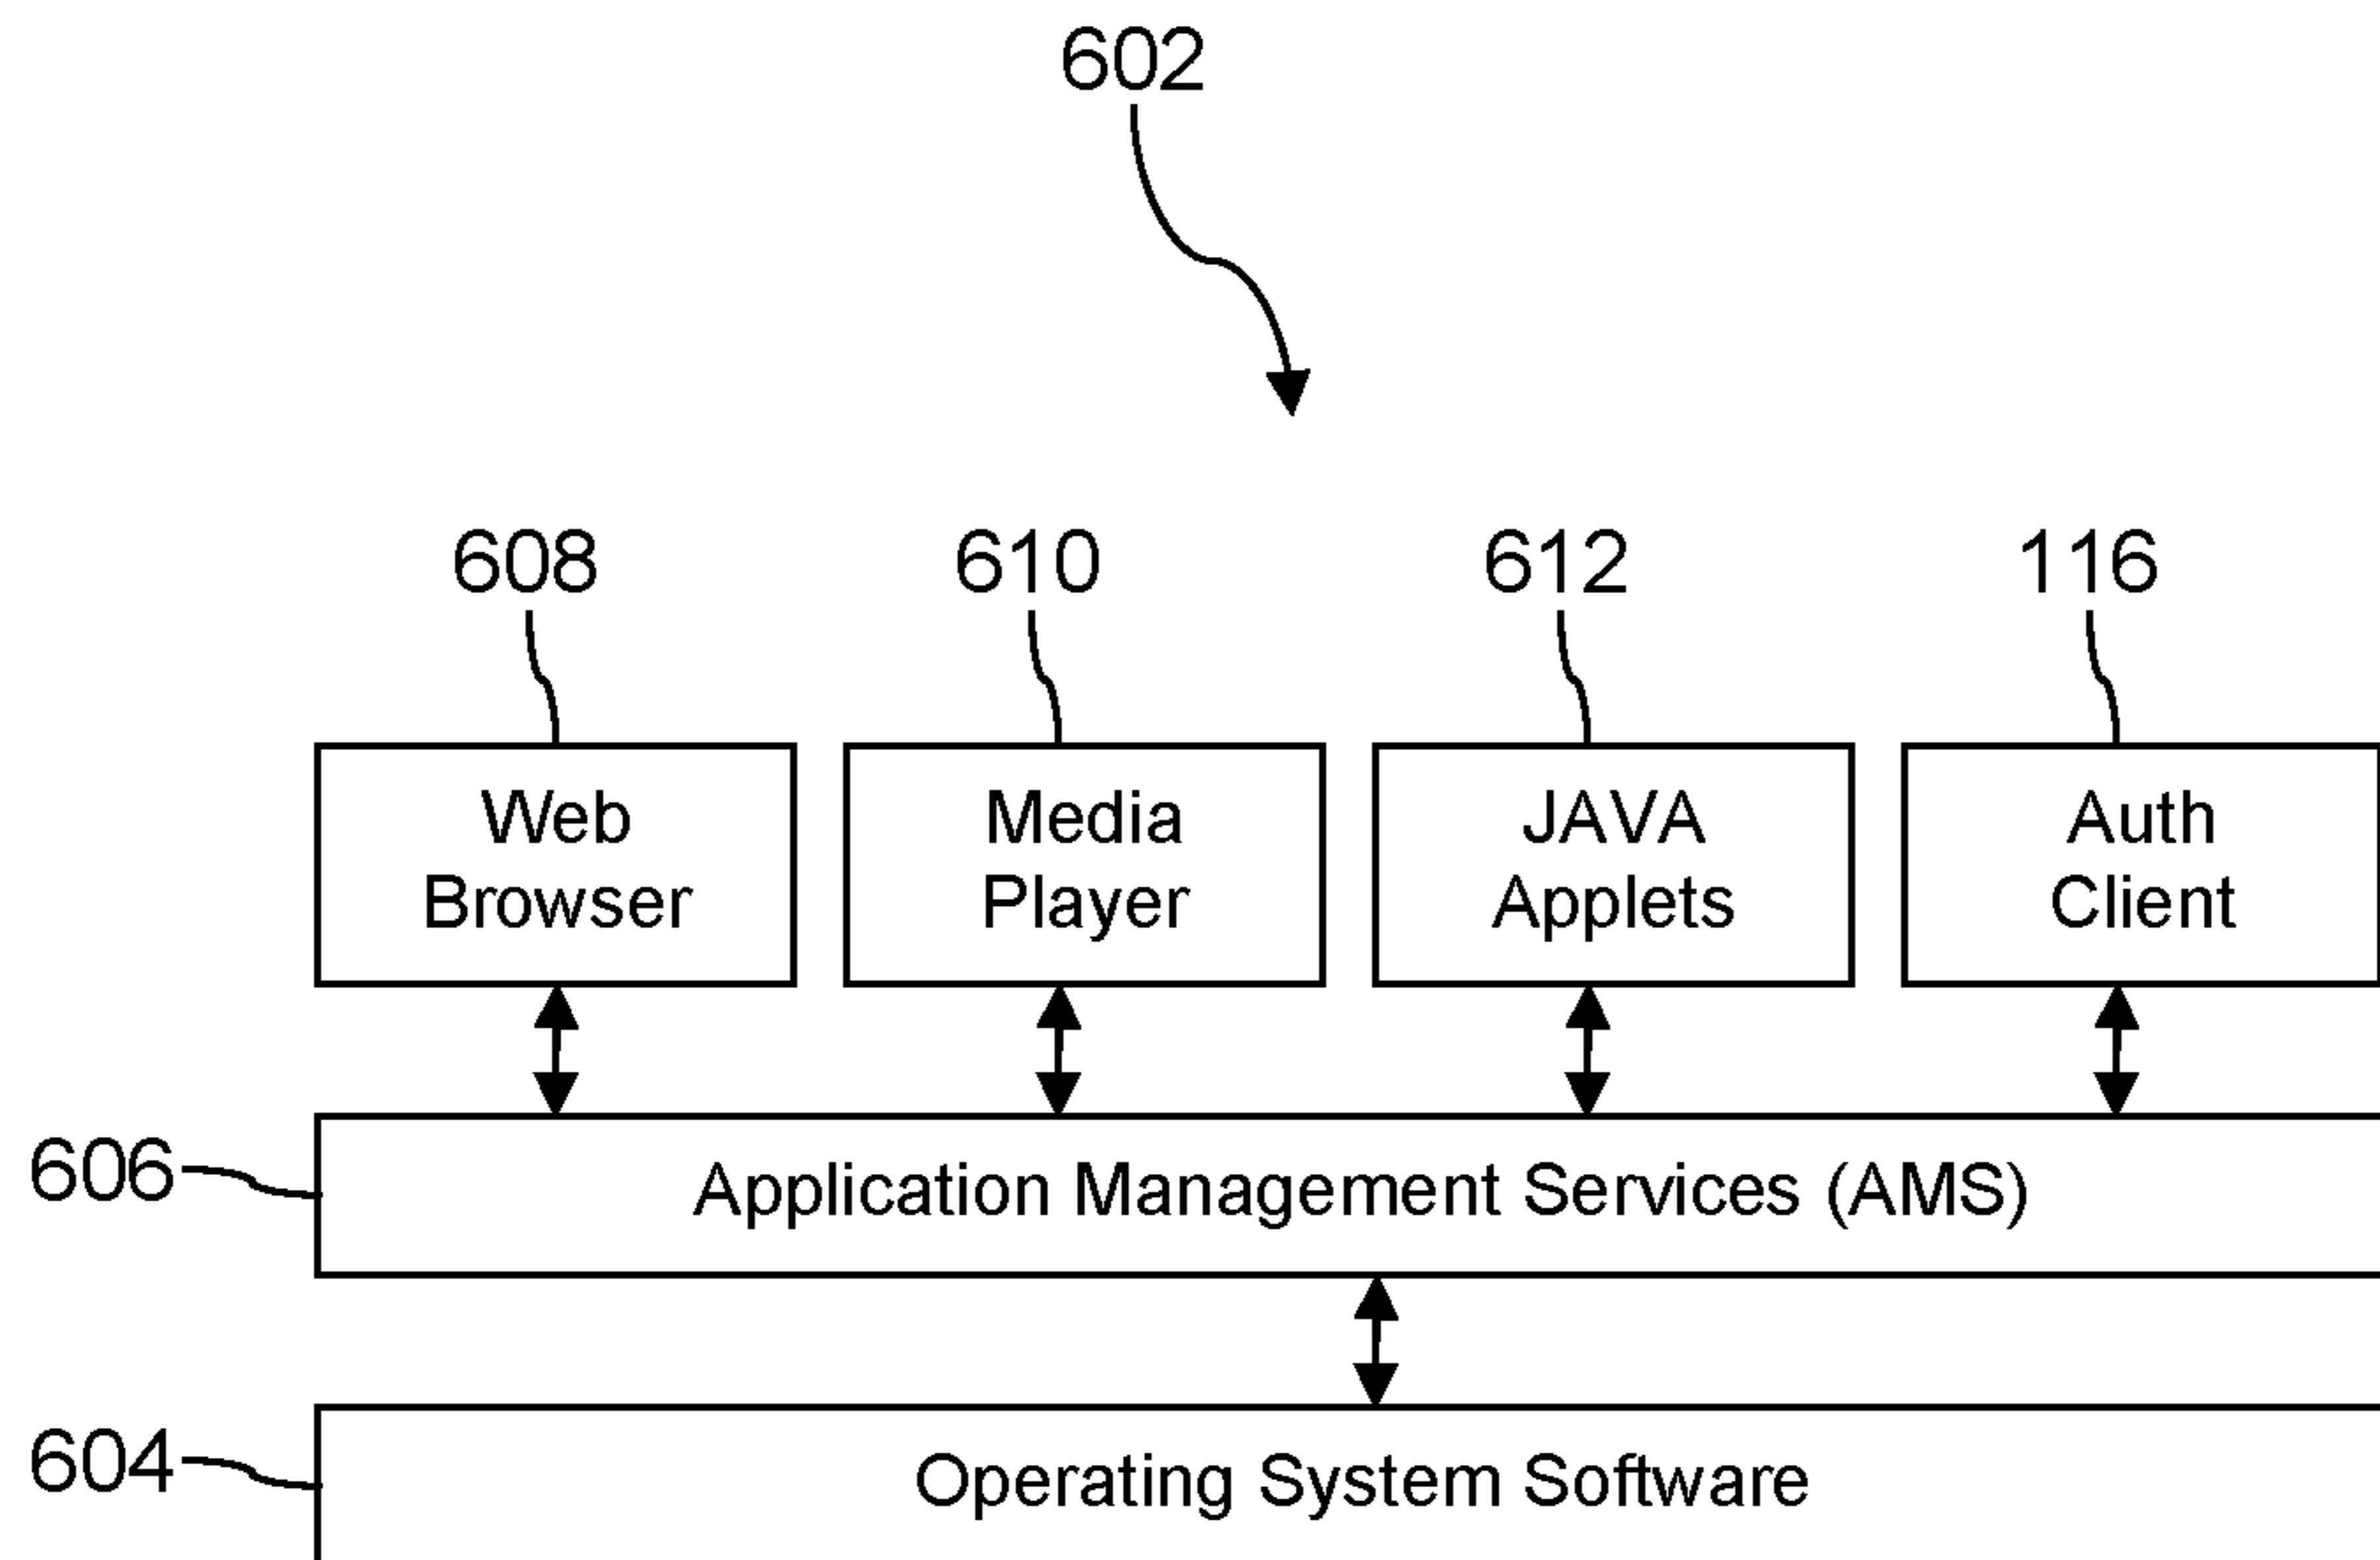 602
608
610
612
116
Web
Browser
Media
Player
JAVA
Applets
Auth
Client
606
Application Management Services (AMS)
604
Operating System Software